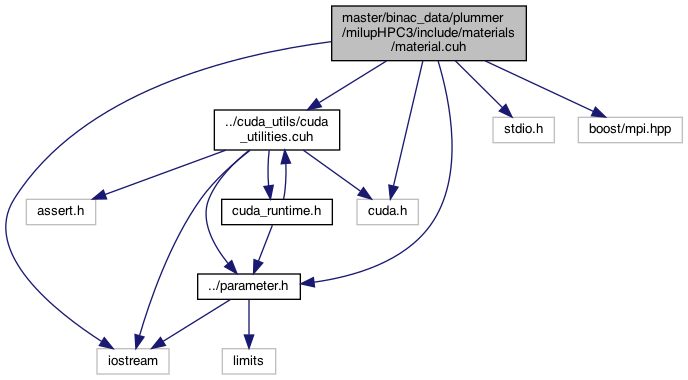 master/binac_data/plummer
/milupHPC3/include/materials
/material.cuh
../cuda_utils/cuda
_utilities.cuh
stdio.h
boost/mpi.hpp
assert.h
cuda_runtime.h
cuda.h
../parameter.h
iostream
limits